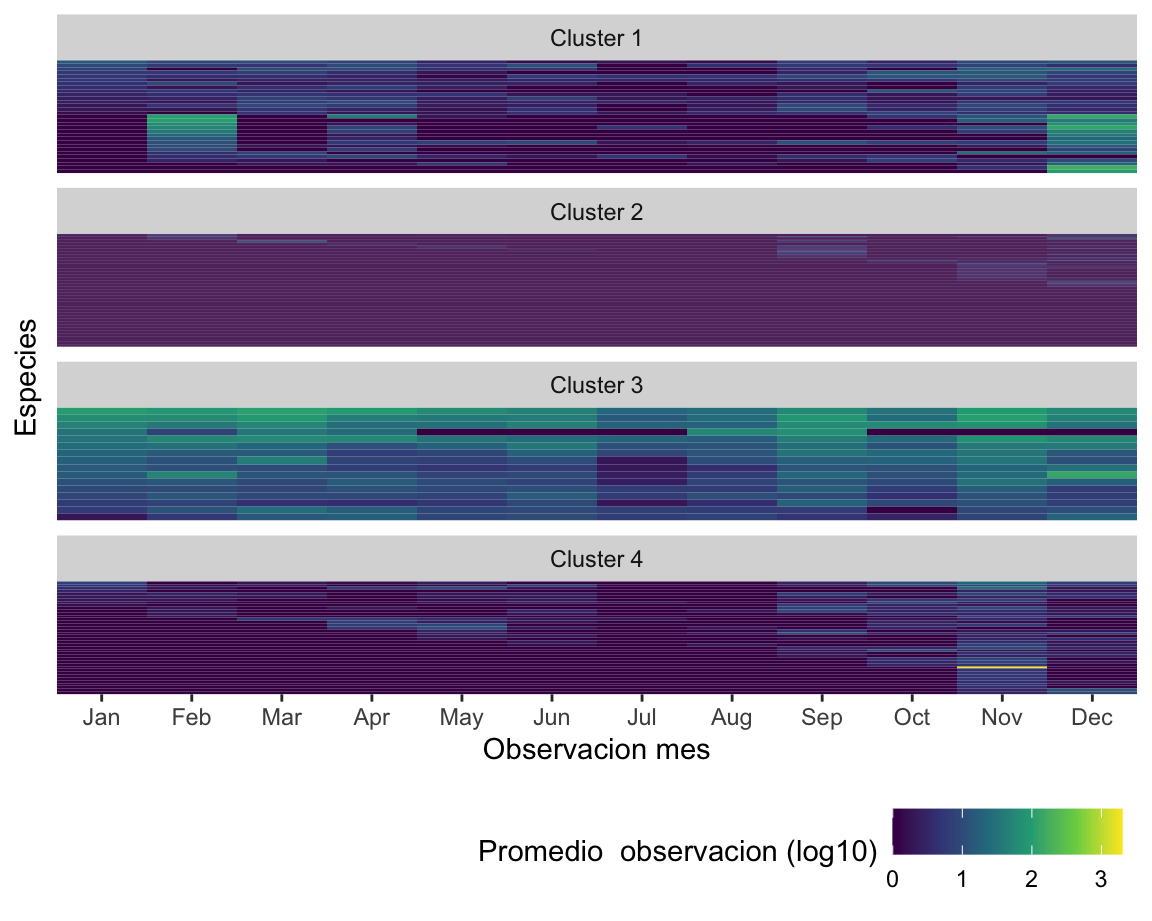 Cluster 1
Cluster 2
Cluster 3
Cluster 4
Especies
Jan Feb Mar Apr May Jun Jul Aug Sep Oct Nov Dec
Observacion mes
Promedio  observacion (log10)
0 1 2 3